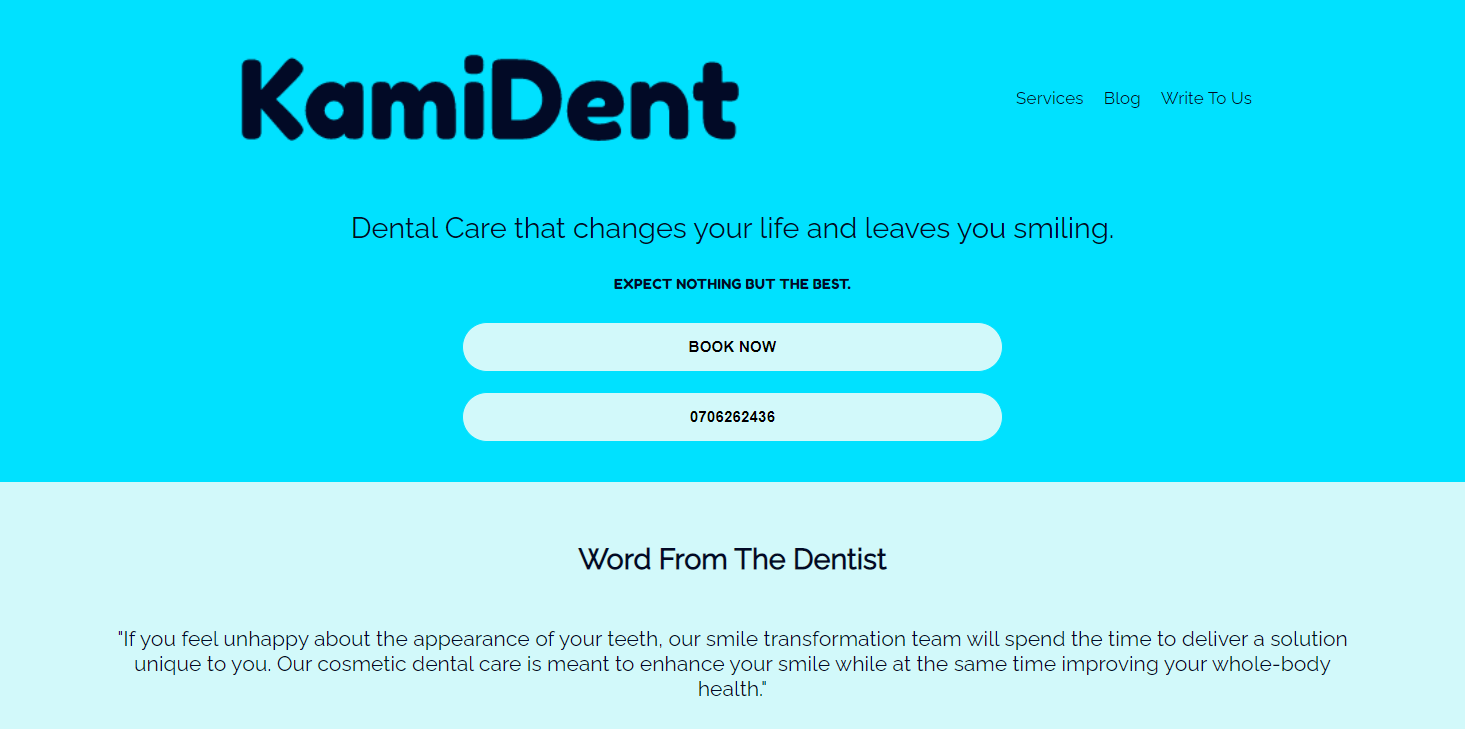 KamiDent
Services Blog Write To Us
Dental Care that changes your life and leaves you smiling.
EXPECT NOTHING BUT THE BEST.
BOOK NOW
0706262436
Word From The Dentist
"If you feel unhappy about the appearance of your teeth, our smile transformation team will spend the time to deliver a solution
unique to you. Our cosmetic dental care is meant to enhance your smile while at the same time improving your whole-body
health."